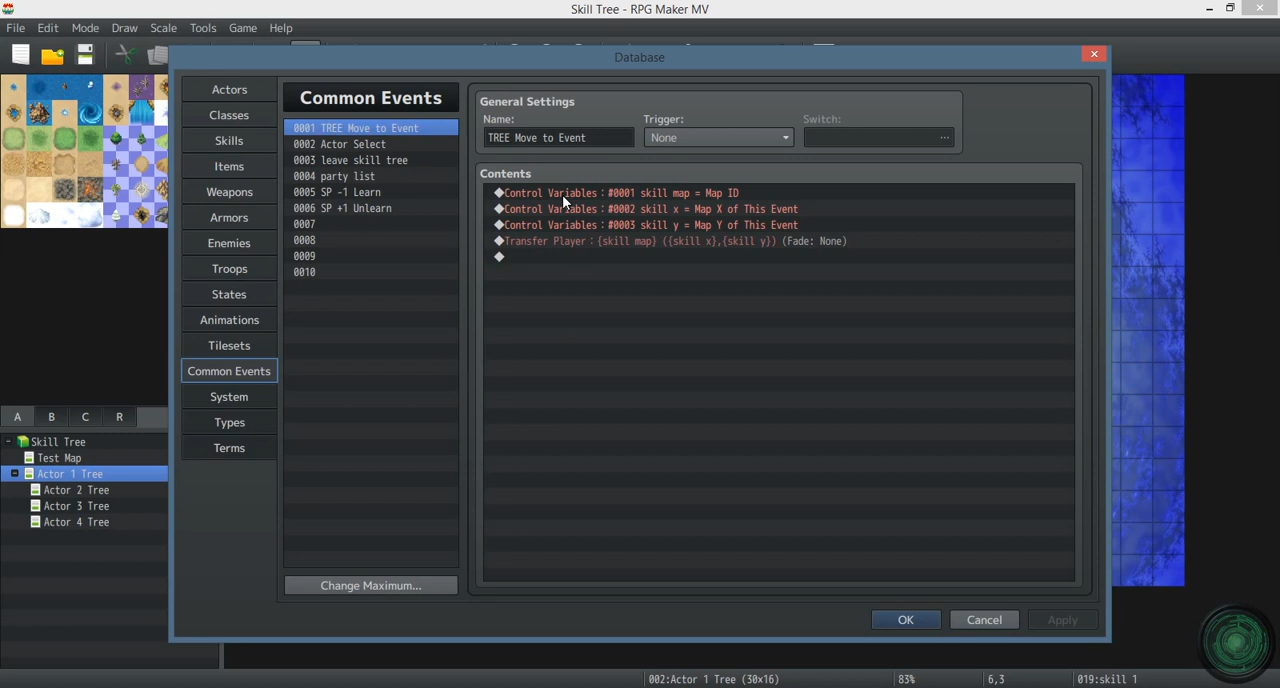 Skill Tree - RPG Maker MV
File Edit Mode Draw Scale Tools Game Help
Database
Actors
Classes
Skills
Items
Weapons
Armors
Enemies
Troops
States
Animations
Tilesets
Common Events
System
Types
Terms
Common Events
0001 TREE Move to Event
0002 Actor Select
0003 leave skill tree
0004 party list
0005 SP -1 Learn
0006 SP +1 Unlearn
0007
0008
0009
0010
Change Maximum...
General Settings
Name: Trigger: Switch:
TREE Move to Event None ...
Contents
◆Control Variables : #0001 skill map = Map ID
◆Control Variables : #0002 skill x = Map X of This Event
◆Control Variables : #0003 skill y = Map Y of This Event
◆Transfer Player : {skill map} ({skill x},{skill y}) (Fade: None)
◆
OK Cancel Apply
A B C R
Skill Tree
Test Map
Actor 1 Tree
Actor 2 Tree
Actor 3 Tree
Actor 4 Tree
002:Actor 1 Tree (30x16) 83% 6,3 019:skill 1